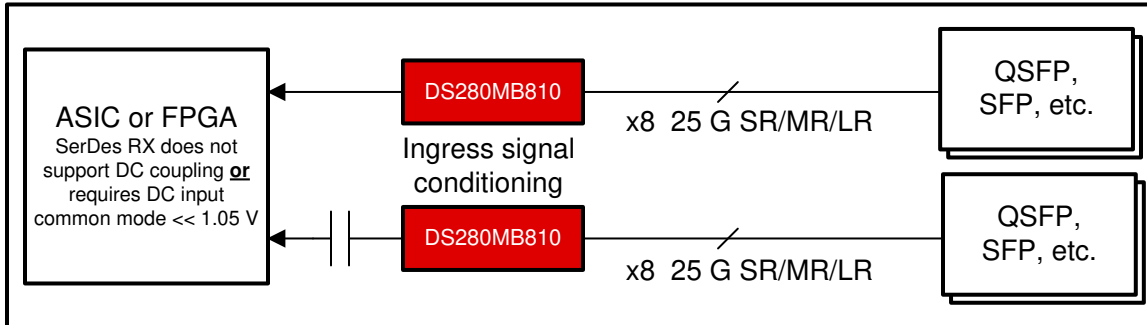 ASIC or FPGA
SerDes RX does not
support DC coupling or
requires DC input
common mode << 1.05 V
DS280MB810
x8 25 G SR/MR/LR
QSFP,
SFP, etc.
Ingress signal
conditioning
DS280MB810
x8 25 G SR/MR/LR
QSFP,
SFP, etc.